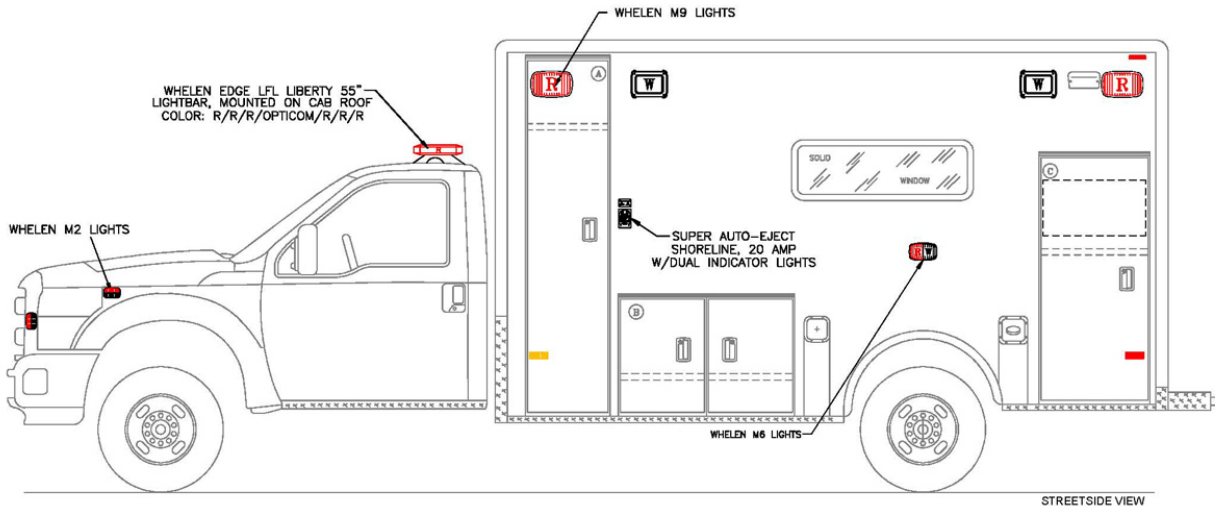 WHELEN M9 LIGHTS
WHELEN EDGE LFL LIBERTY 55"
LIGHTBAR, MOUNTED ON CAB ROOF
COLOR: R/R/R/OPTICOM/R/R/R
R
A
W
W
R
SOLID
WINDOW
C
WHELEN M2 LIGHTS
SUPER AUTO-EJECT
SHORELINE, 20 AMP
W/DUAL INDICATOR LIGHTS
R W
B
WHELEN M6 LIGHTS
STREETSIDE VIEW